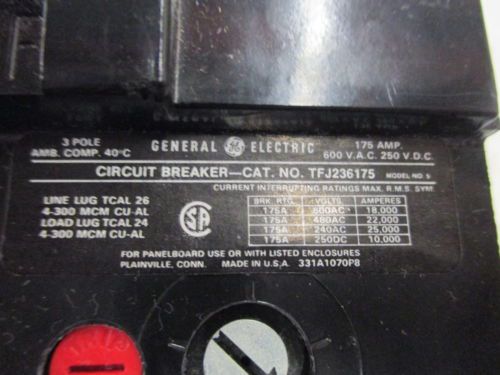 3 POLE GENERAL GE ELECTRIC 175 AMP.
AMB. COMP. 40°C 600 V.A.C. 250 V.D.C.
CIRCUIT BREAKER—CAT. NO. TFJ236175 MODEL NO.
CURRENT INTERRUPTING RATINGS MAX. R.M.S. SYM.
LINE LUG TCAL 26
4-300 MCM CU-AL
LOAD LUG TCAL 24
4-300 MCM CU-AL
SA
BRK. RTG. VOLTS AMPERES
175A 600AC 18,000
175A 480AC 22,000
175A 240AC 25,000
175A 250DC 10,000
FOR PANELBOARD USE OR WITH LISTED ENCLOSURES
PLAINVILLE, CONN. MADE IN U.S.A. 331A1070P8